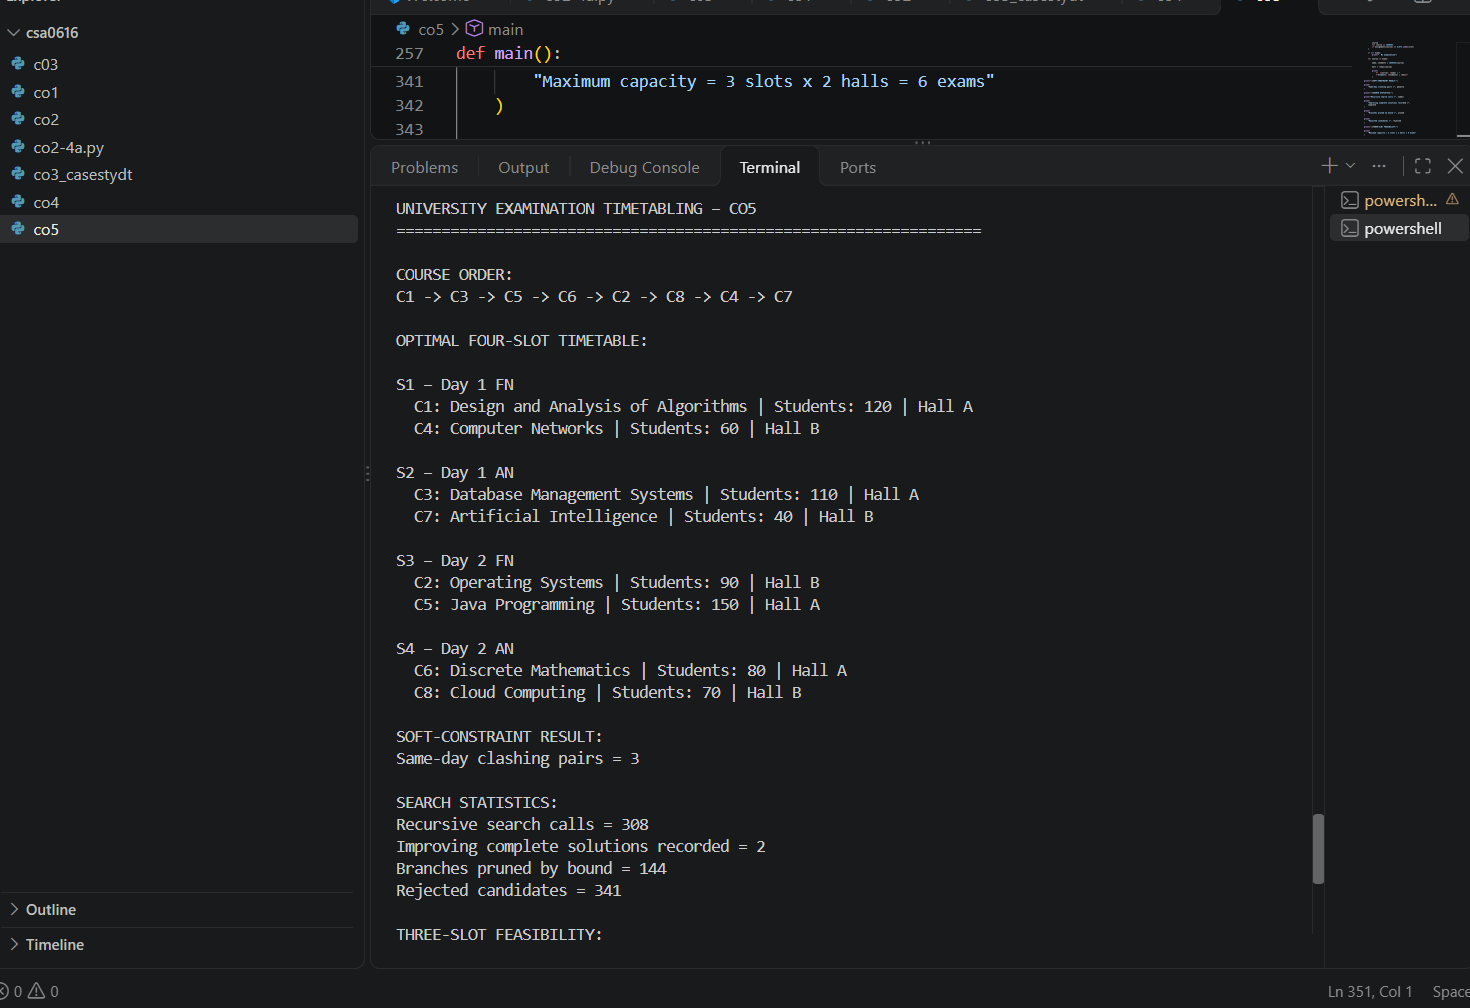 csa0616
c03
co1
co2
co2-4a.py
co3_casestydt
co4
co5
Outline
Timeline
0 0
co5 > main
257 def main():
341 "Maximum capacity = 3 slots x 2 halls = 6 exams"
342 )
343
Problems Output Debug Console Terminal Ports
UNIVERSITY EXAMINATION TIMETABLING – CO5
=================================================================
COURSE ORDER:
C1 -> C3 -> C5 -> C6 -> C2 -> C8 -> C4 -> C7
OPTIMAL FOUR-SLOT TIMETABLE:
S1 – Day 1 FN
C1: Design and Analysis of Algorithms | Students: 120 | Hall A
C4: Computer Networks | Students: 60 | Hall B
S2 – Day 1 AN
C3: Database Management Systems | Students: 110 | Hall A
C7: Artificial Intelligence | Students: 40 | Hall B
S3 – Day 2 FN
C2: Operating Systems | Students: 90 | Hall B
C5: Java Programming | Students: 150 | Hall A
S4 – Day 2 AN
C6: Discrete Mathematics | Students: 80 | Hall A
C8: Cloud Computing | Students: 70 | Hall B
SOFT-CONSTRAINT RESULT:
Same-day clashing pairs = 3
SEARCH STATISTICS:
Recursive search calls = 308
Improving complete solutions recorded = 2
Branches pruned by bound = 144
Rejected candidates = 341
THREE-SLOT FEASIBILITY:
powersh...
powershell
Ln 351, Col 1 Space